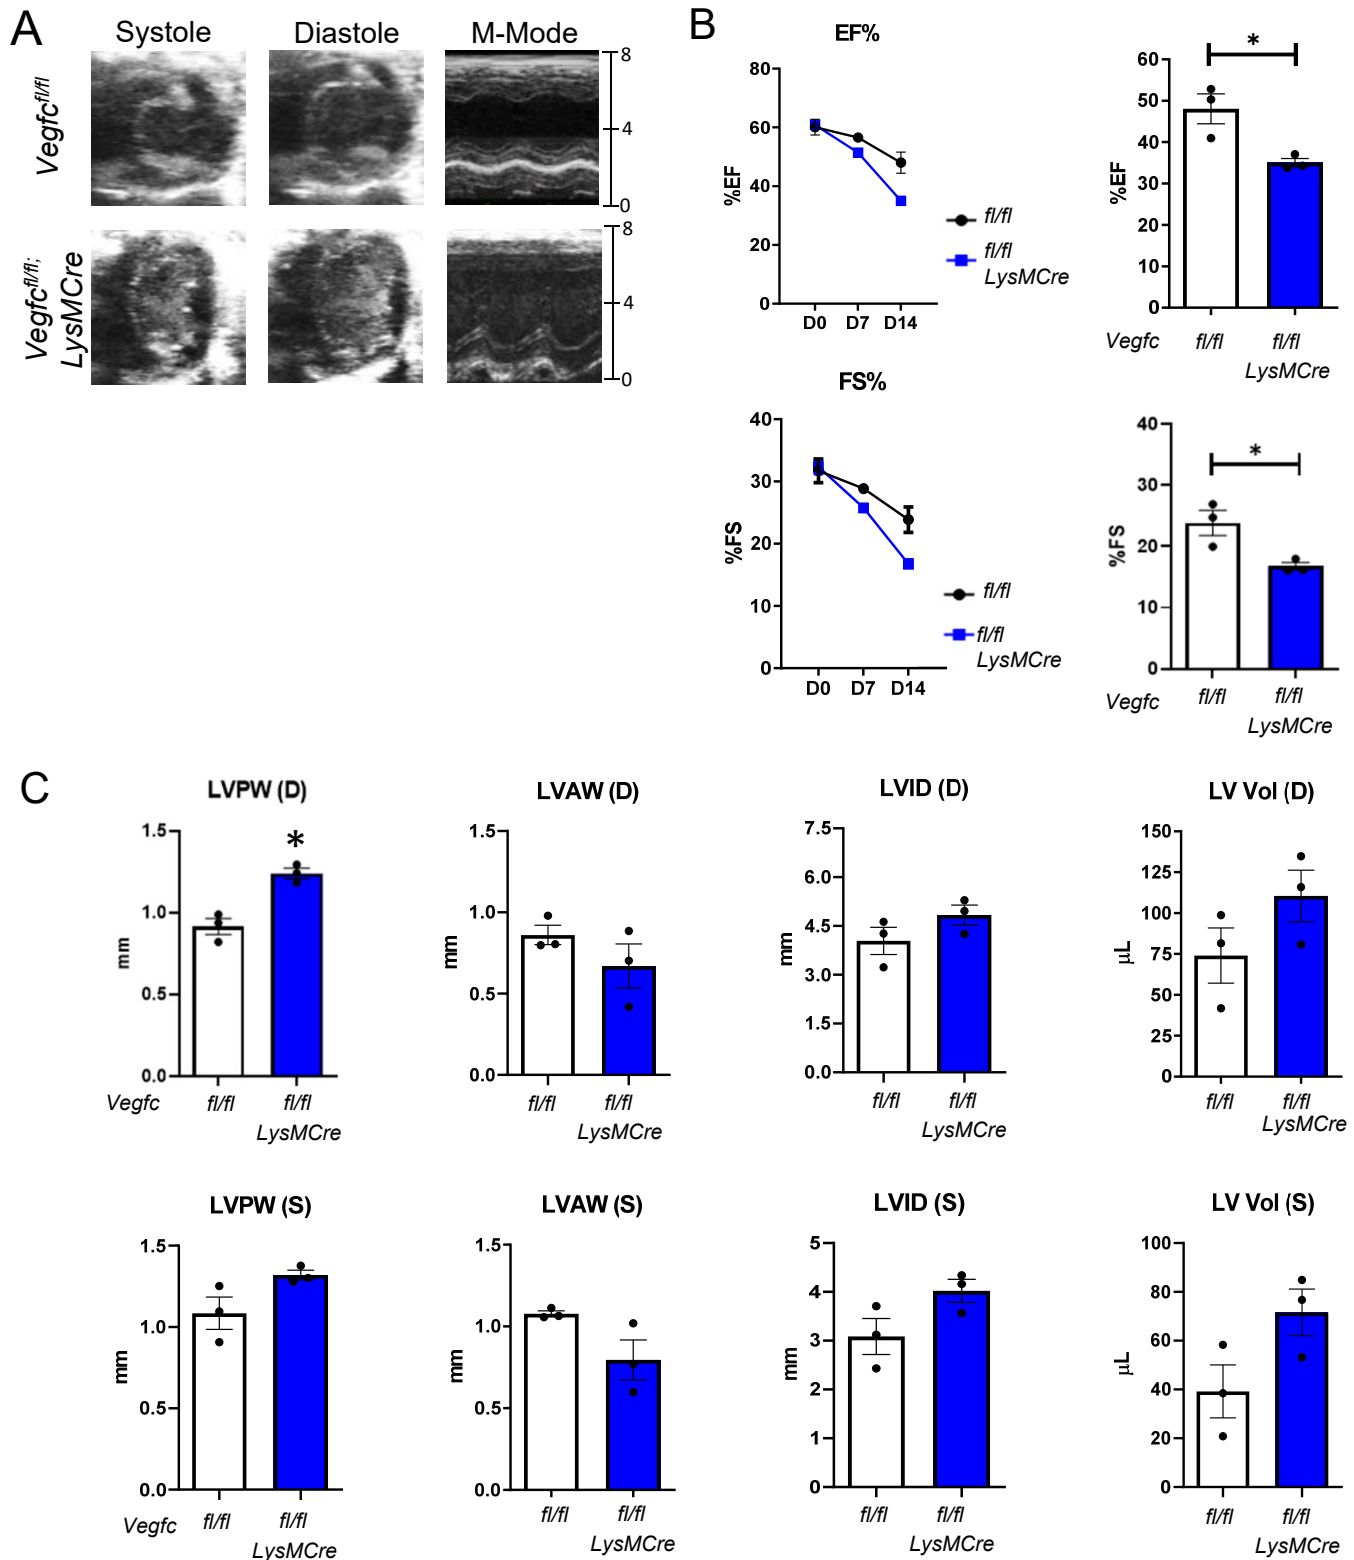 A
Systole
Diastole
M-Mode
Vegfcfl/fl
8
4
0
Vegfcfl/fl;
LysMCre
8
4
0
B
EF%
%EF
80
60
40
20
0
D0 D7 D14
fl/fl
fl/fl
LysMCre
*
%EF
60
50
40
30
20
10
0
Vegfc fl/fl fl/fl
LysMCre
FS%
%FS
40
30
20
10
0
D0 D7 D14
fl/fl
fl/fl
LysMCre
*
%FS
40
30
20
10
0
Vegfc fl/fl fl/fl
LysMCre
C
LVPW (D)
mm
1.5
1.0
0.5
0.0
*
Vegfc fl/fl fl/fl
LysMCre
LVAW (D)
mm
1.5
1.0
0.5
0.0
fl/fl fl/fl
LysMCre
LVID (D)
mm
7.5
6.0
4.5
3.0
1.5
0.0
fl/fl fl/fl
LysMCre
LV Vol (D)
μL
150
125
100
75
50
25
0
fl/fl fl/fl
LysMCre
LVPW (S)
mm
1.5
1.0
0.5
0.0
Vegfc fl/fl fl/fl
LysMCre
LVAW (S)
mm
1.5
1.0
0.5
0.0
fl/fl fl/fl
LysMCre
LVID (S)
mm
5
4
3
2
1
0
fl/fl fl/fl
LysMCre
LV Vol (S)
μL
100
80
60
40
20
0
fl/fl fl/fl
LysMCre